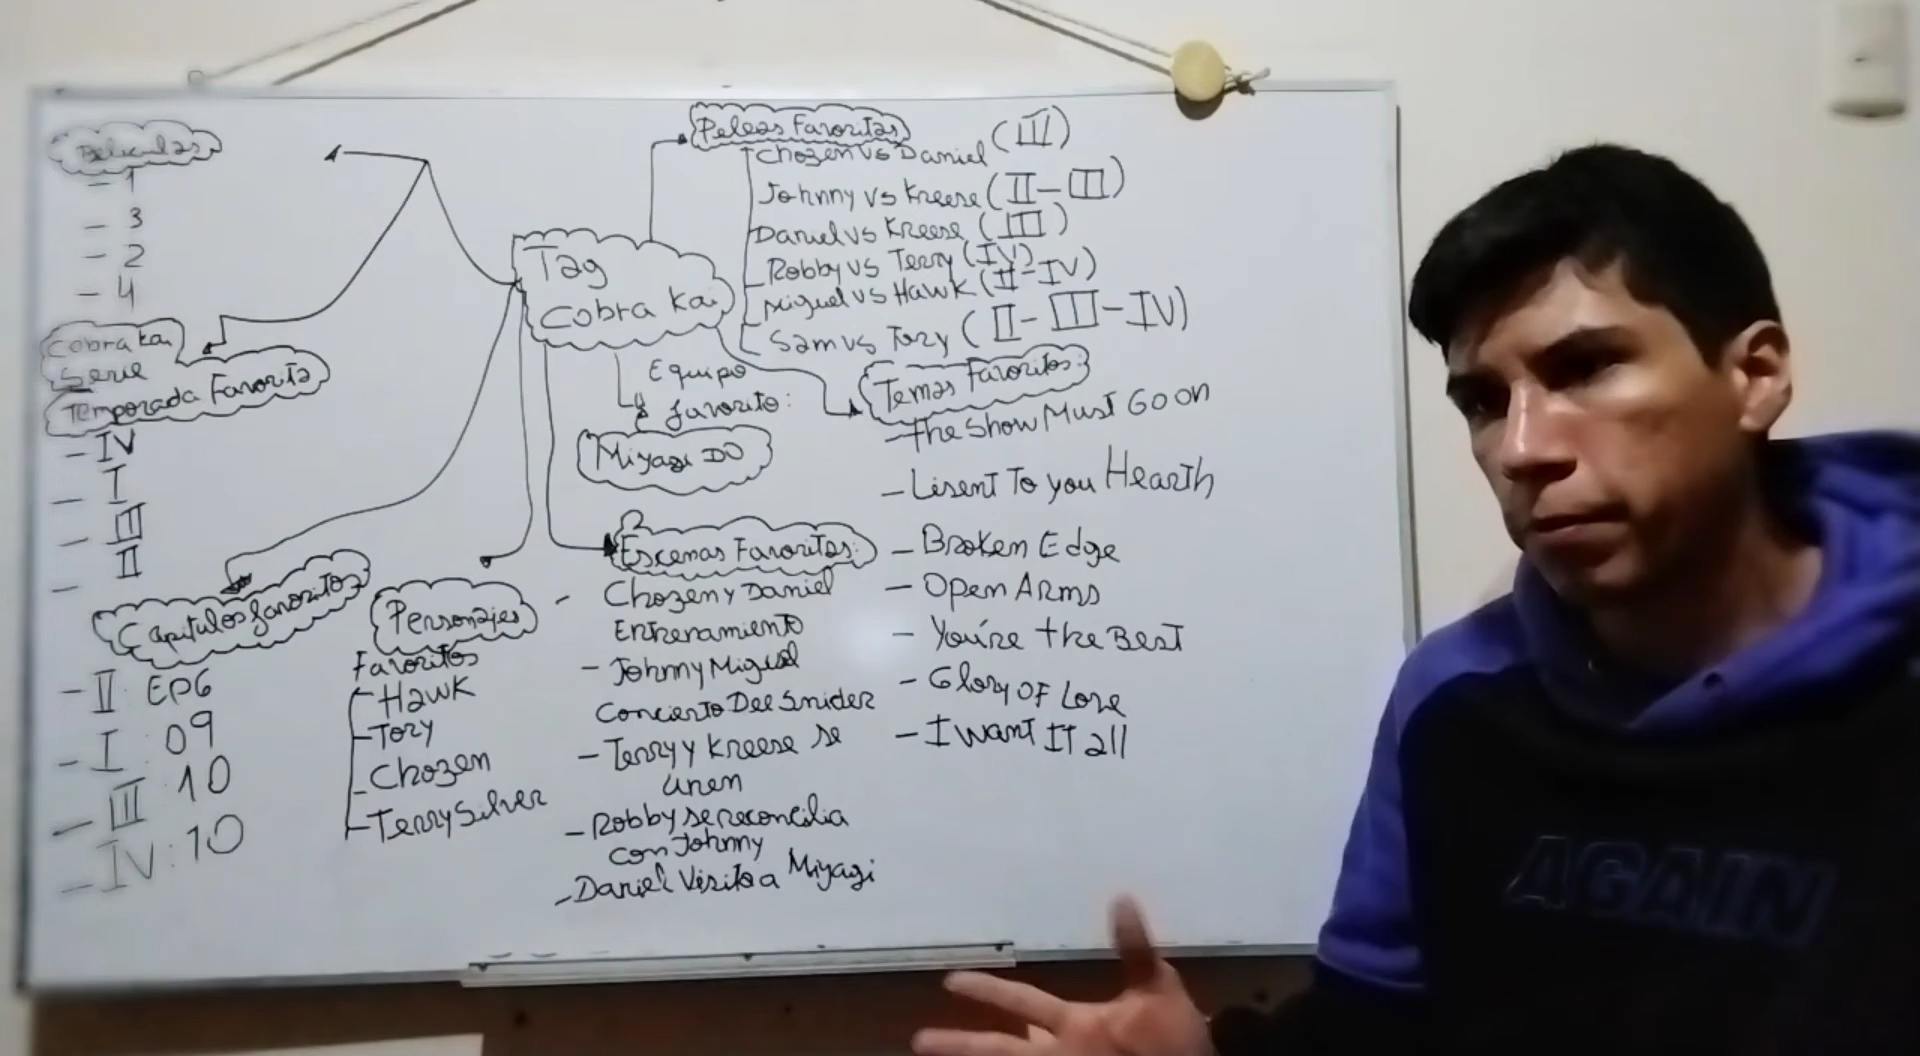 Peliculas
- 1
- 3
- 2
- 4
Cobra Kai
Serie
Temporada Favorita
- IV
- I
- III
- II
Capitulos favoritos
- II: EP6
- I : 09
- III 10
- IV: 10
Tag
Cobra Kai
Equipo
favorito:
Miyagi DO
Personajes
Favoritos
- Hawk
- Tory
- Chozen
- Terry Silver
Peleas Favoritas
Chozen vs Daniel (III)
Johnny vs Kreese (II-III)
Daniel vs Kreese (III)
Robby vs Terry (IV)
Miguel vs Hawk (II-IV)
Sam vs Tory (II-III-IV)
Escenas Favoritas:
- Chozen y Daniel
Entrenamiento
- Johnny Miguel
Concierto Dee Snider
- Terry y Kreese se
unen
- Robby se reconcilia
con Johnny
- Daniel Visita a Miyagi
Temas Favoritos:
- The Show Must Go on
- Lisent To you Hearth
- Broken Edge
- Open Arms
- You're the Best
- Glory OF Love
- I Want IT all
AGAIN